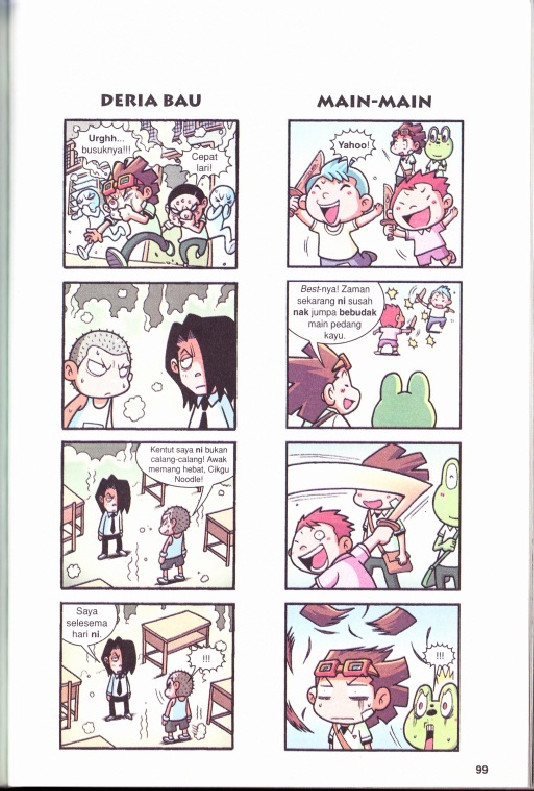 DERIA BAU
Urghh...
busuknya!!!
Cepat
lari!
Kentut saya ni bukan
calang-calang! Awak
memang hebat, Cikgu
Noodle!
Saya
selesema
hari ni.
!!!
MAIN-MAIN
Yahoo!
Best-nya! Zaman
sekarang ni susah
nak jumpa bebudak
main pedang
kayu.
!!!
99